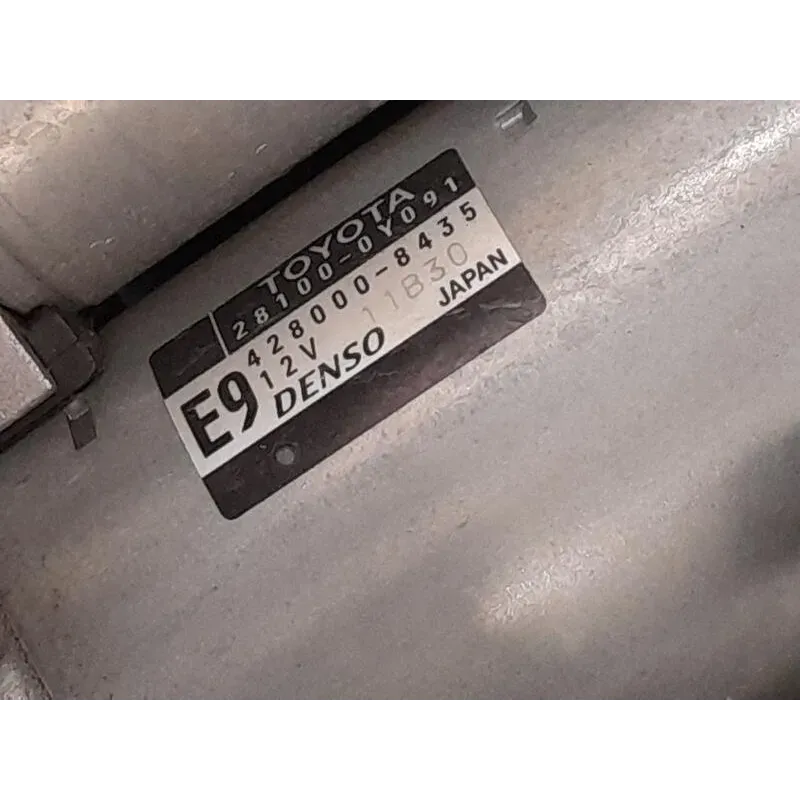 TOYOTA
28100-0Y091
428000-8435
12V 11B30
E9 DENSO JAPAN